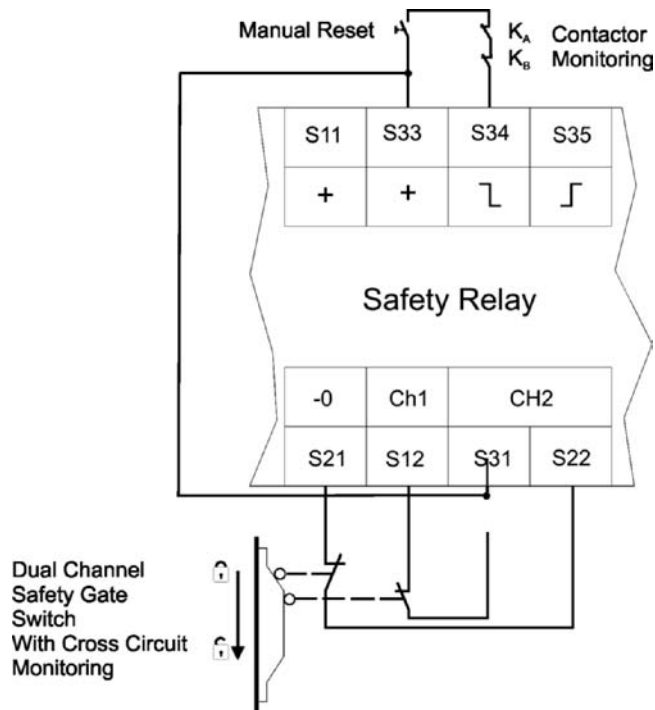 Manual Reset
KA Contactor
KB Monitoring
S11 S33 S34 S35
+ +
Safety Relay
-0 Ch1 CH2
S21 S12 S31 S22
Dual Channel
Safety Gate
Switch
With Cross Circuit
Monitoring